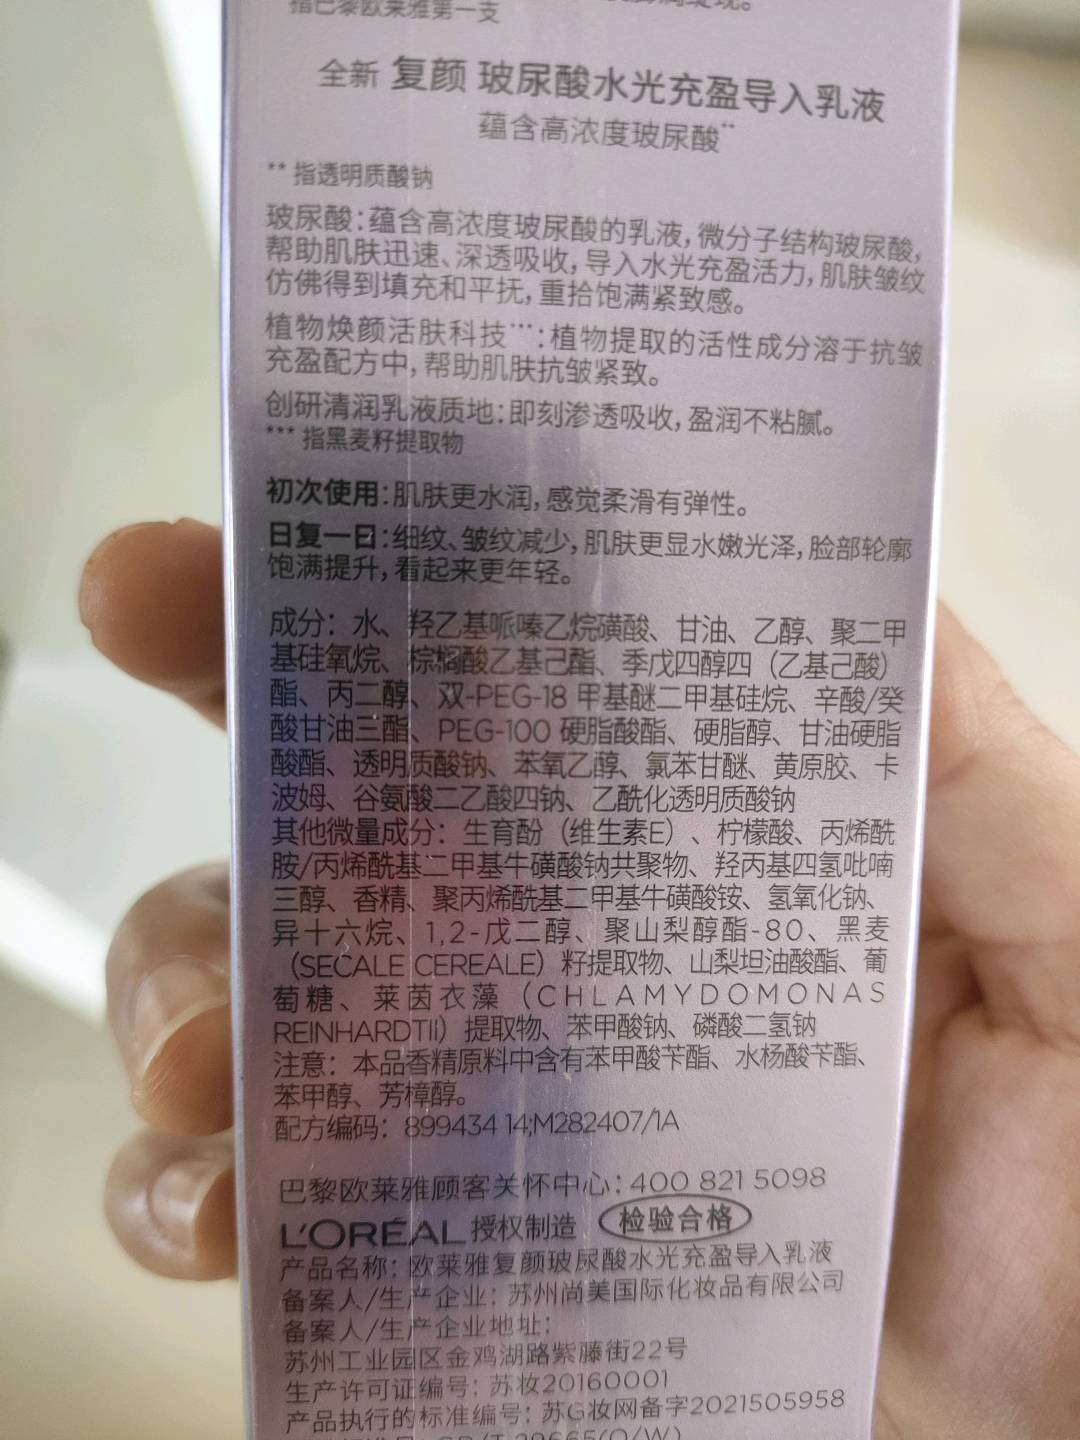 指巴黎欧莱雅第一支
全新 复颜 玻尿酸水光充盈导入乳液
蕴含高浓度玻尿酸**
** 指透明质酸钠
玻尿酸：蕴含高浓度玻尿酸的乳液，微分子结构玻尿酸，
帮助肌肤迅速、深透吸收，导入水光充盈活力，肌肤皱纹
仿佛得到填充和平抚，重拾饱满紧致感。
植物焕颜活肤科技***：植物提取的活性成分溶于抗皱
充盈配方中，帮助肌肤抗皱紧致。
创研清润乳液质地：即刻渗透吸收，盈润不粘腻。
*** 指黑麦籽提取物
初次使用：肌肤更水润，感觉柔滑有弹性。
日复一日：细纹、皱纹减少，肌肤更显水嫩光泽，脸部轮廓
饱满提升，看起来更年轻。
成分：水、羟乙基哌嗪乙烷磺酸、甘油、乙醇、聚二甲
基硅氧烷、棕榈酸乙基己酯、季戊四醇四（乙基己酸）
酯、丙二醇、双-PEG-18 甲基醚二甲基硅烷、辛酸/癸
酸甘油三酯、PEG-100 硬脂酸酯、硬脂醇、甘油硬脂
酸酯、透明质酸钠、苯氧乙醇、氯苯甘醚、黄原胶、卡
波姆、谷氨酸二乙酸四钠、乙酰化透明质酸钠
其他微量成分：生育酚（维生素E）、柠檬酸、丙烯酰
胺/丙烯酰基二甲基牛磺酸钠共聚物、羟丙基四氢吡喃
三醇、香精、聚丙烯酰基二甲基牛磺酸铵、氢氧化钠、
异十六烷、1,2-戊二醇、聚山梨醇酯-80、黑麦
（SECALE CEREALE）籽提取物、山梨坦油酸酯、葡
萄糖、莱茵衣藻（CHLAMYDOMONAS
REINHARDTII）提取物、苯甲酸钠、磷酸二氢钠
注意：本品香精原料中含有苯甲酸苄酯、水杨酸苄酯、
苯甲醇、芳樟醇。
配方编码：899434 14;M282407/1A
巴黎欧莱雅顾客关怀中心：400 821 5098
L'ORÉAL 授权制造 检验合格
产品名称：欧莱雅复颜玻尿酸水光充盈导入乳液
备案人/生产企业：苏州尚美国际化妆品有限公司
备案人/生产企业地址：
苏州工业园区金鸡湖路紫藤街22号
生产许可证编号：苏妆20160001
产品执行的标准编号：苏G妆网备字2021505958